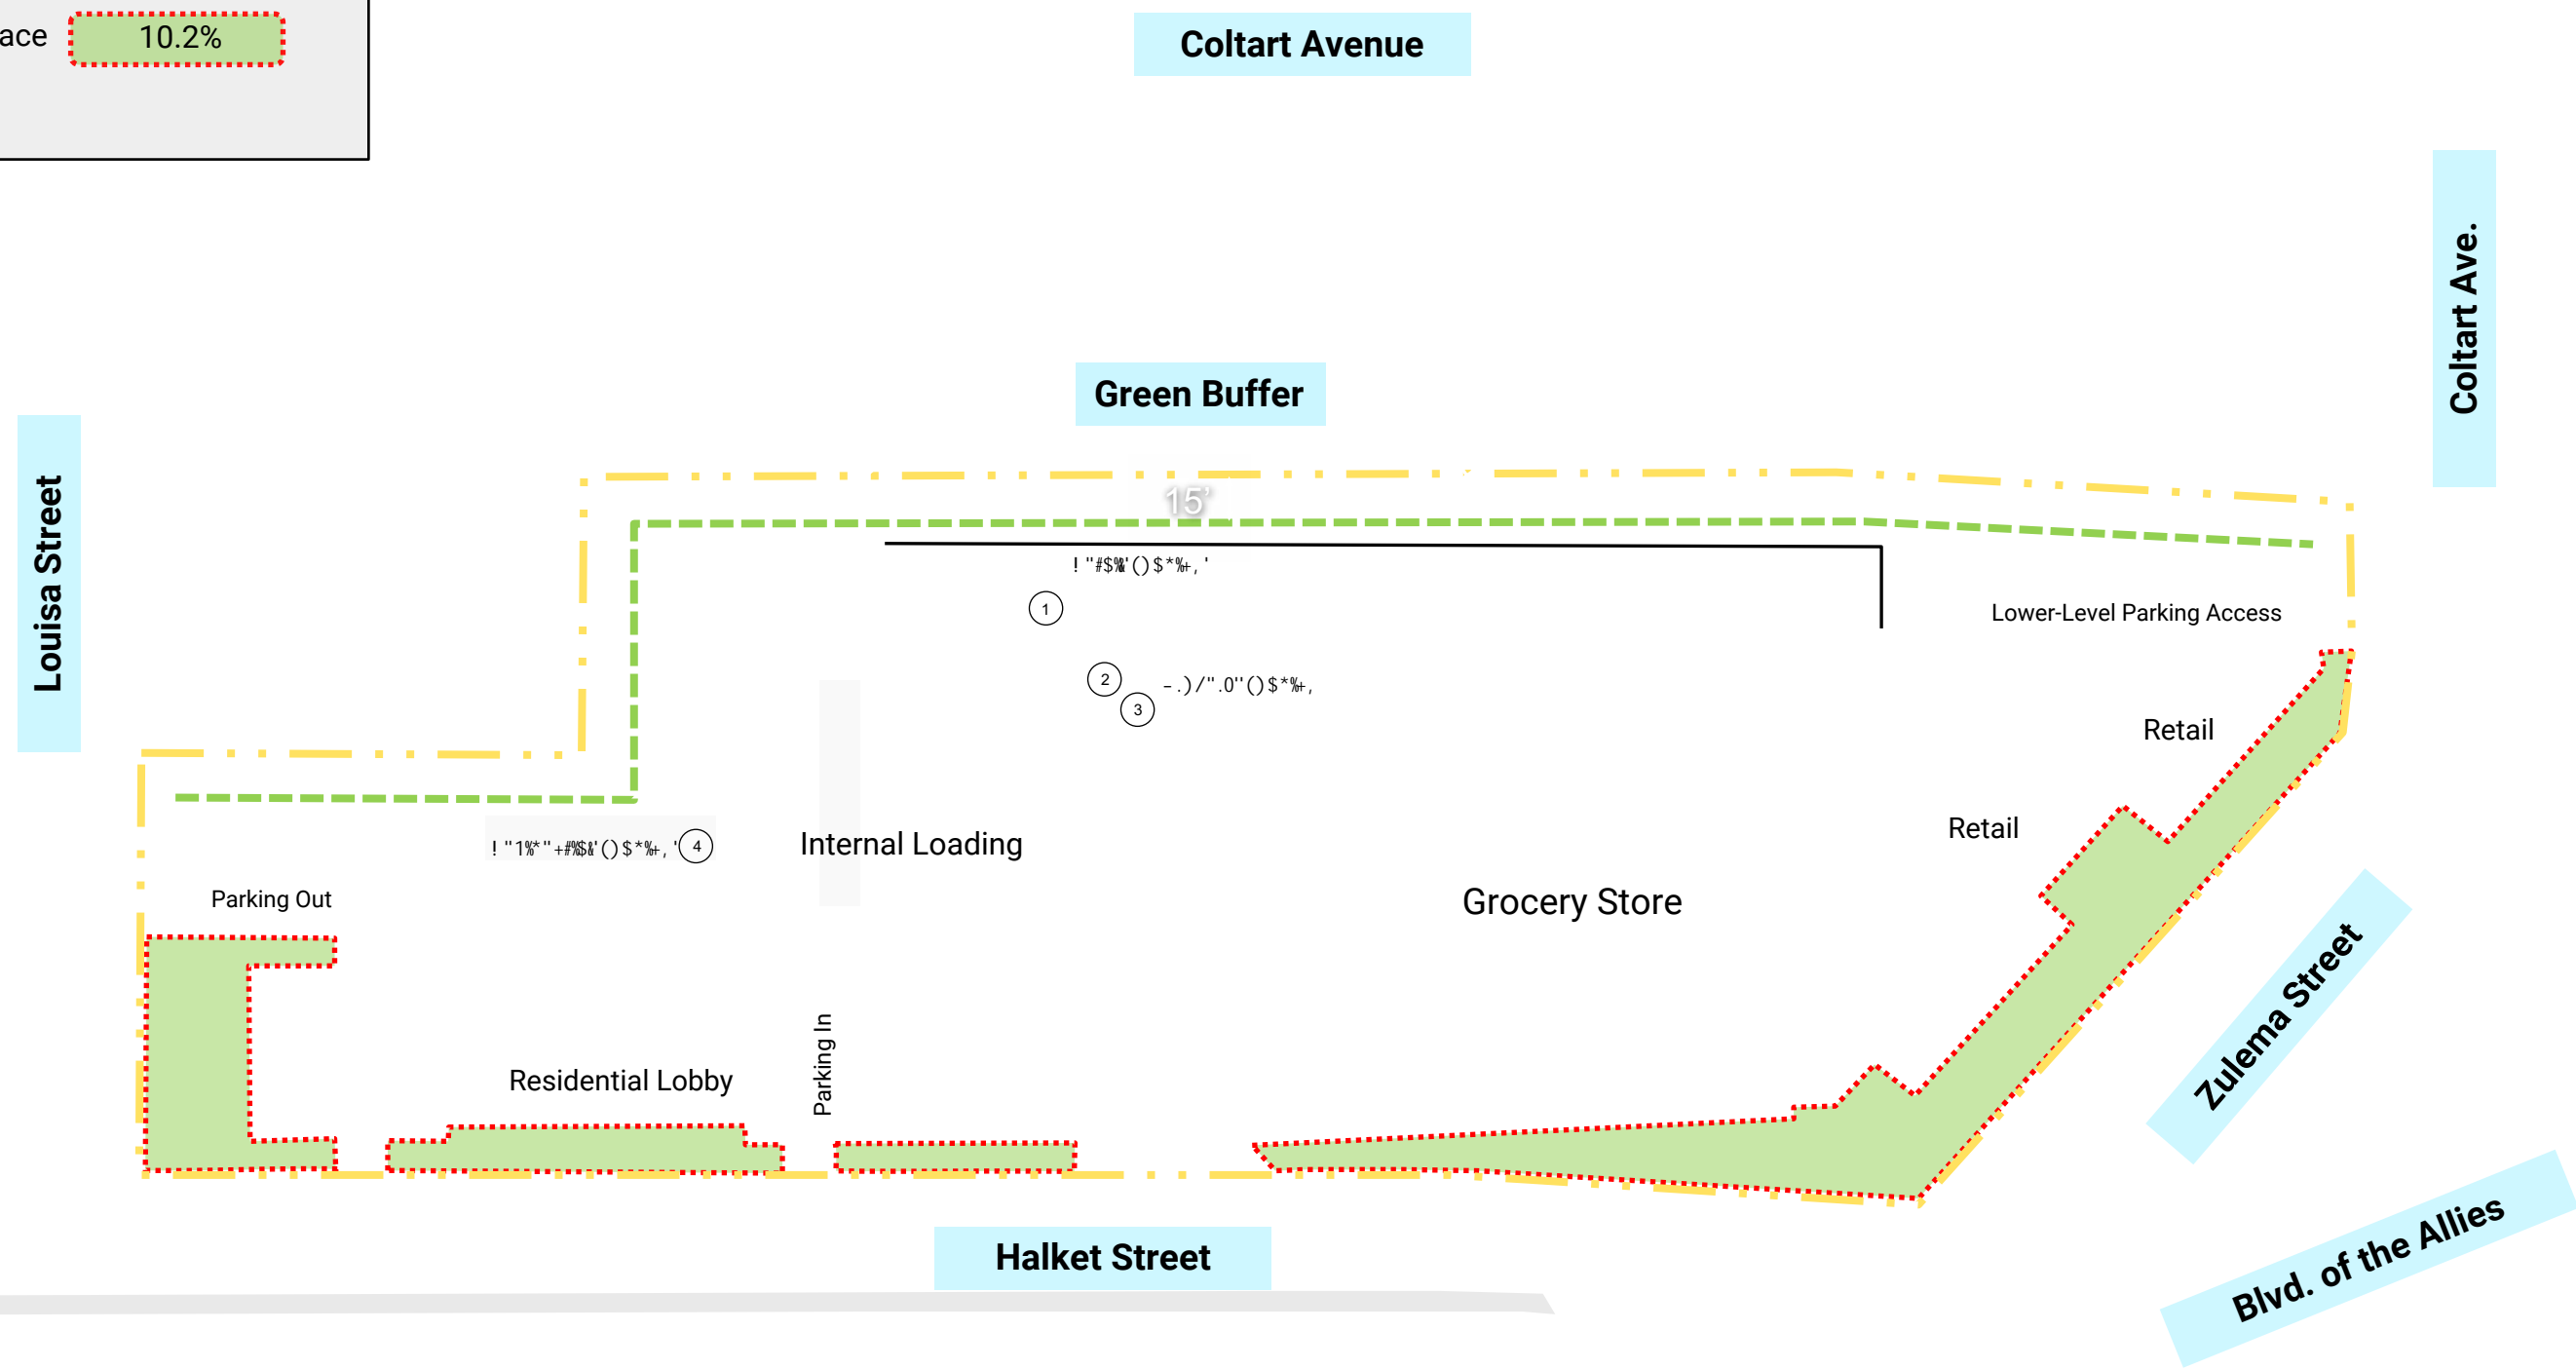 ace 10.2%
Coltart Avenue
Coltart Ave.
Green Buffer
Louisa Street
15’
! "#$%&'()$*%+,'
1
Lower-Level Parking Access
2
3
Retail
Retail
4
Internal Loading
Parking Out
Grocery Store
Zulema Street
Parking In
Residential Lobby
Halket Street
Blvd. of the Allies